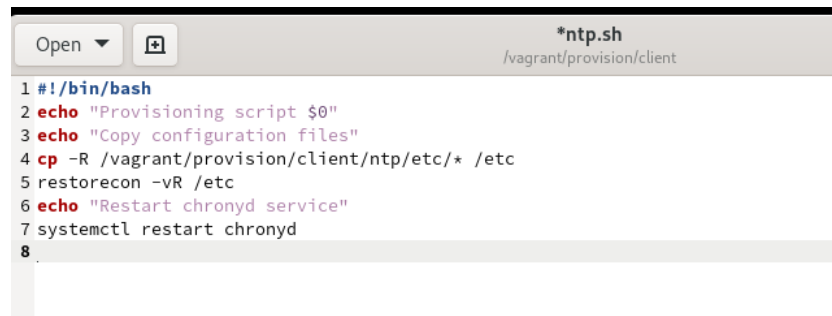 Open
*ntp.sh
/vagrant/provision/client
1 #!/bin/bash
2 echo "Provisioning script $0"
3 echo "Copy configuration files"
4 cp -R /vagrant/provision/client/ntp/etc/* /etc
5 restorecon -vR /etc
6 echo "Restart chronyd service"
7 systemctl restart chronyd
8